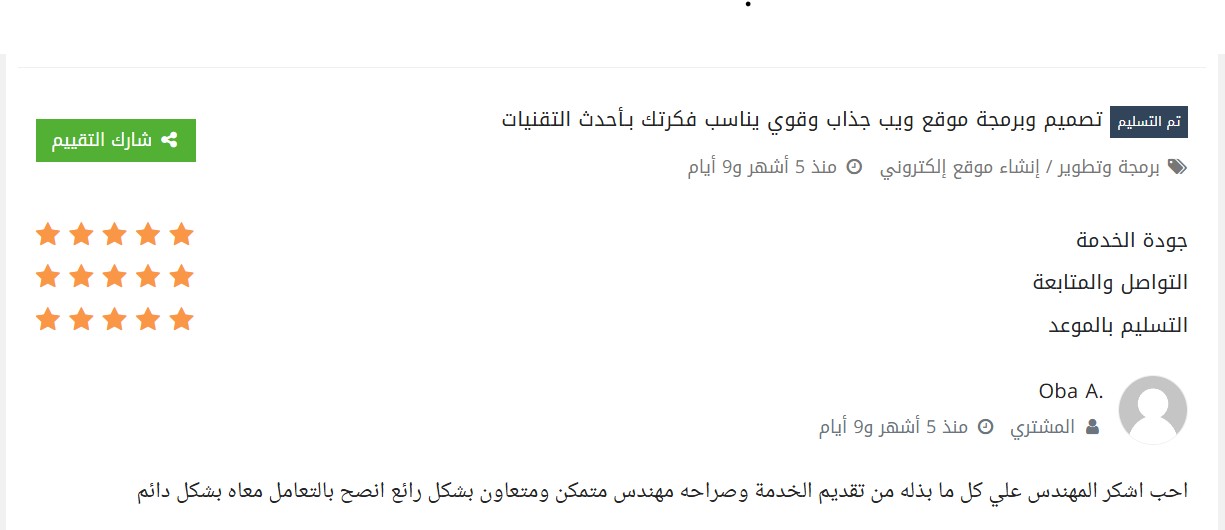 تم التسليم تصميم وبرمجة موقع ويب جذاب وقوي يناسب فكرتك بـأحدث التقنيات
شارك التقييم
برمجة وتطوير / إنشاء موقع إلكتروني منذ 5 أشهر و9 أيام
جودة الخدمة
التواصل والمتابعة
التسليم بالموعد
Oba A.
المشتري منذ 5 أشهر و9 أيام
احب اشكر المهندس علي كل ما بذله من تقديم الخدمة وصراحه مهندس متمكن ومتعاون بشكل رائع انصح بالتعامل معاه بشكل دائم